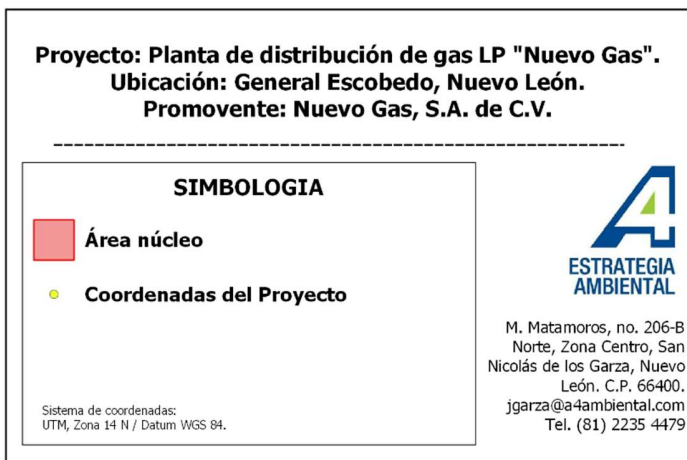 Proyecto: Planta de distribución de gas LP "Nuevo Gas".
Ubicación: General Escobedo, Nuevo León.
Promovente: Nuevo Gas, S.A. de C.V.
SIMBOLOGIA
Área núcleo
Coordenadas del Proyecto
Sistema de coordenadas:
UTM, Zona 14 N / Datum WGS 84.
A4
ESTRATEGIA
AMBIENTAL
M. Matamoros, no. 206-B
Norte, Zona Centro, San
Nicolás de los Garza, Nuevo
León. C.P. 66400.
jgarza@a4ambiental.com
Tel. (81) 2235 4479